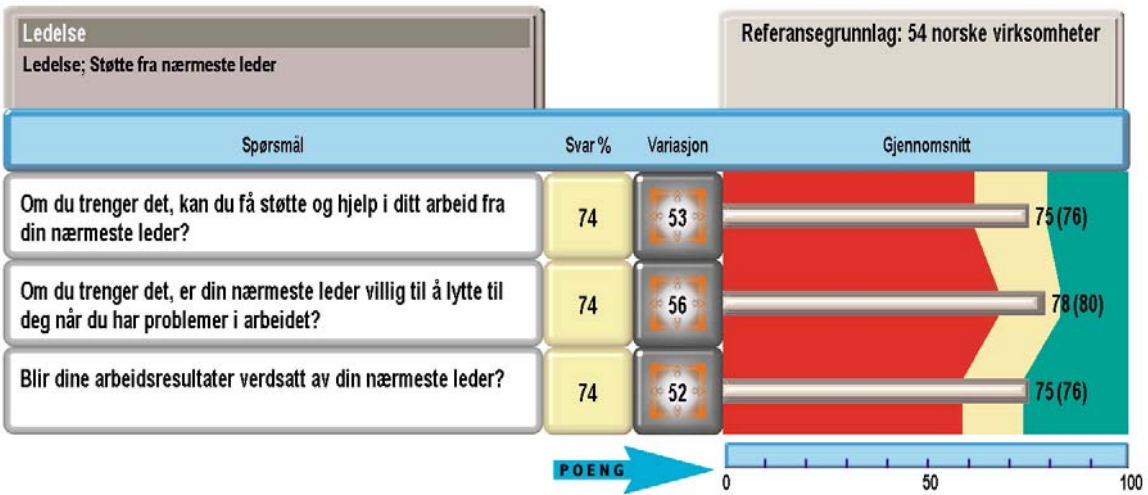 Ledelse
Ledelse; Støtte fra nærmeste leder
Referansegrunnlag: 54 norske virksomheter
Spørsmål Svar % Variasjon Gjennomsnitt
Om du trenger det, kan du få støtte og hjelp i ditt arbeid fra
din nærmeste leder?
74 53 75 (76)
Om du trenger det, er din nærmeste leder villig til å lytte til
deg når du har problemer i arbeidet?
74 56 78 (80)
Blir dine arbeidsresultater verdsatt av din nærmeste leder?
74 52 75 (76)
POENG
0 50 100